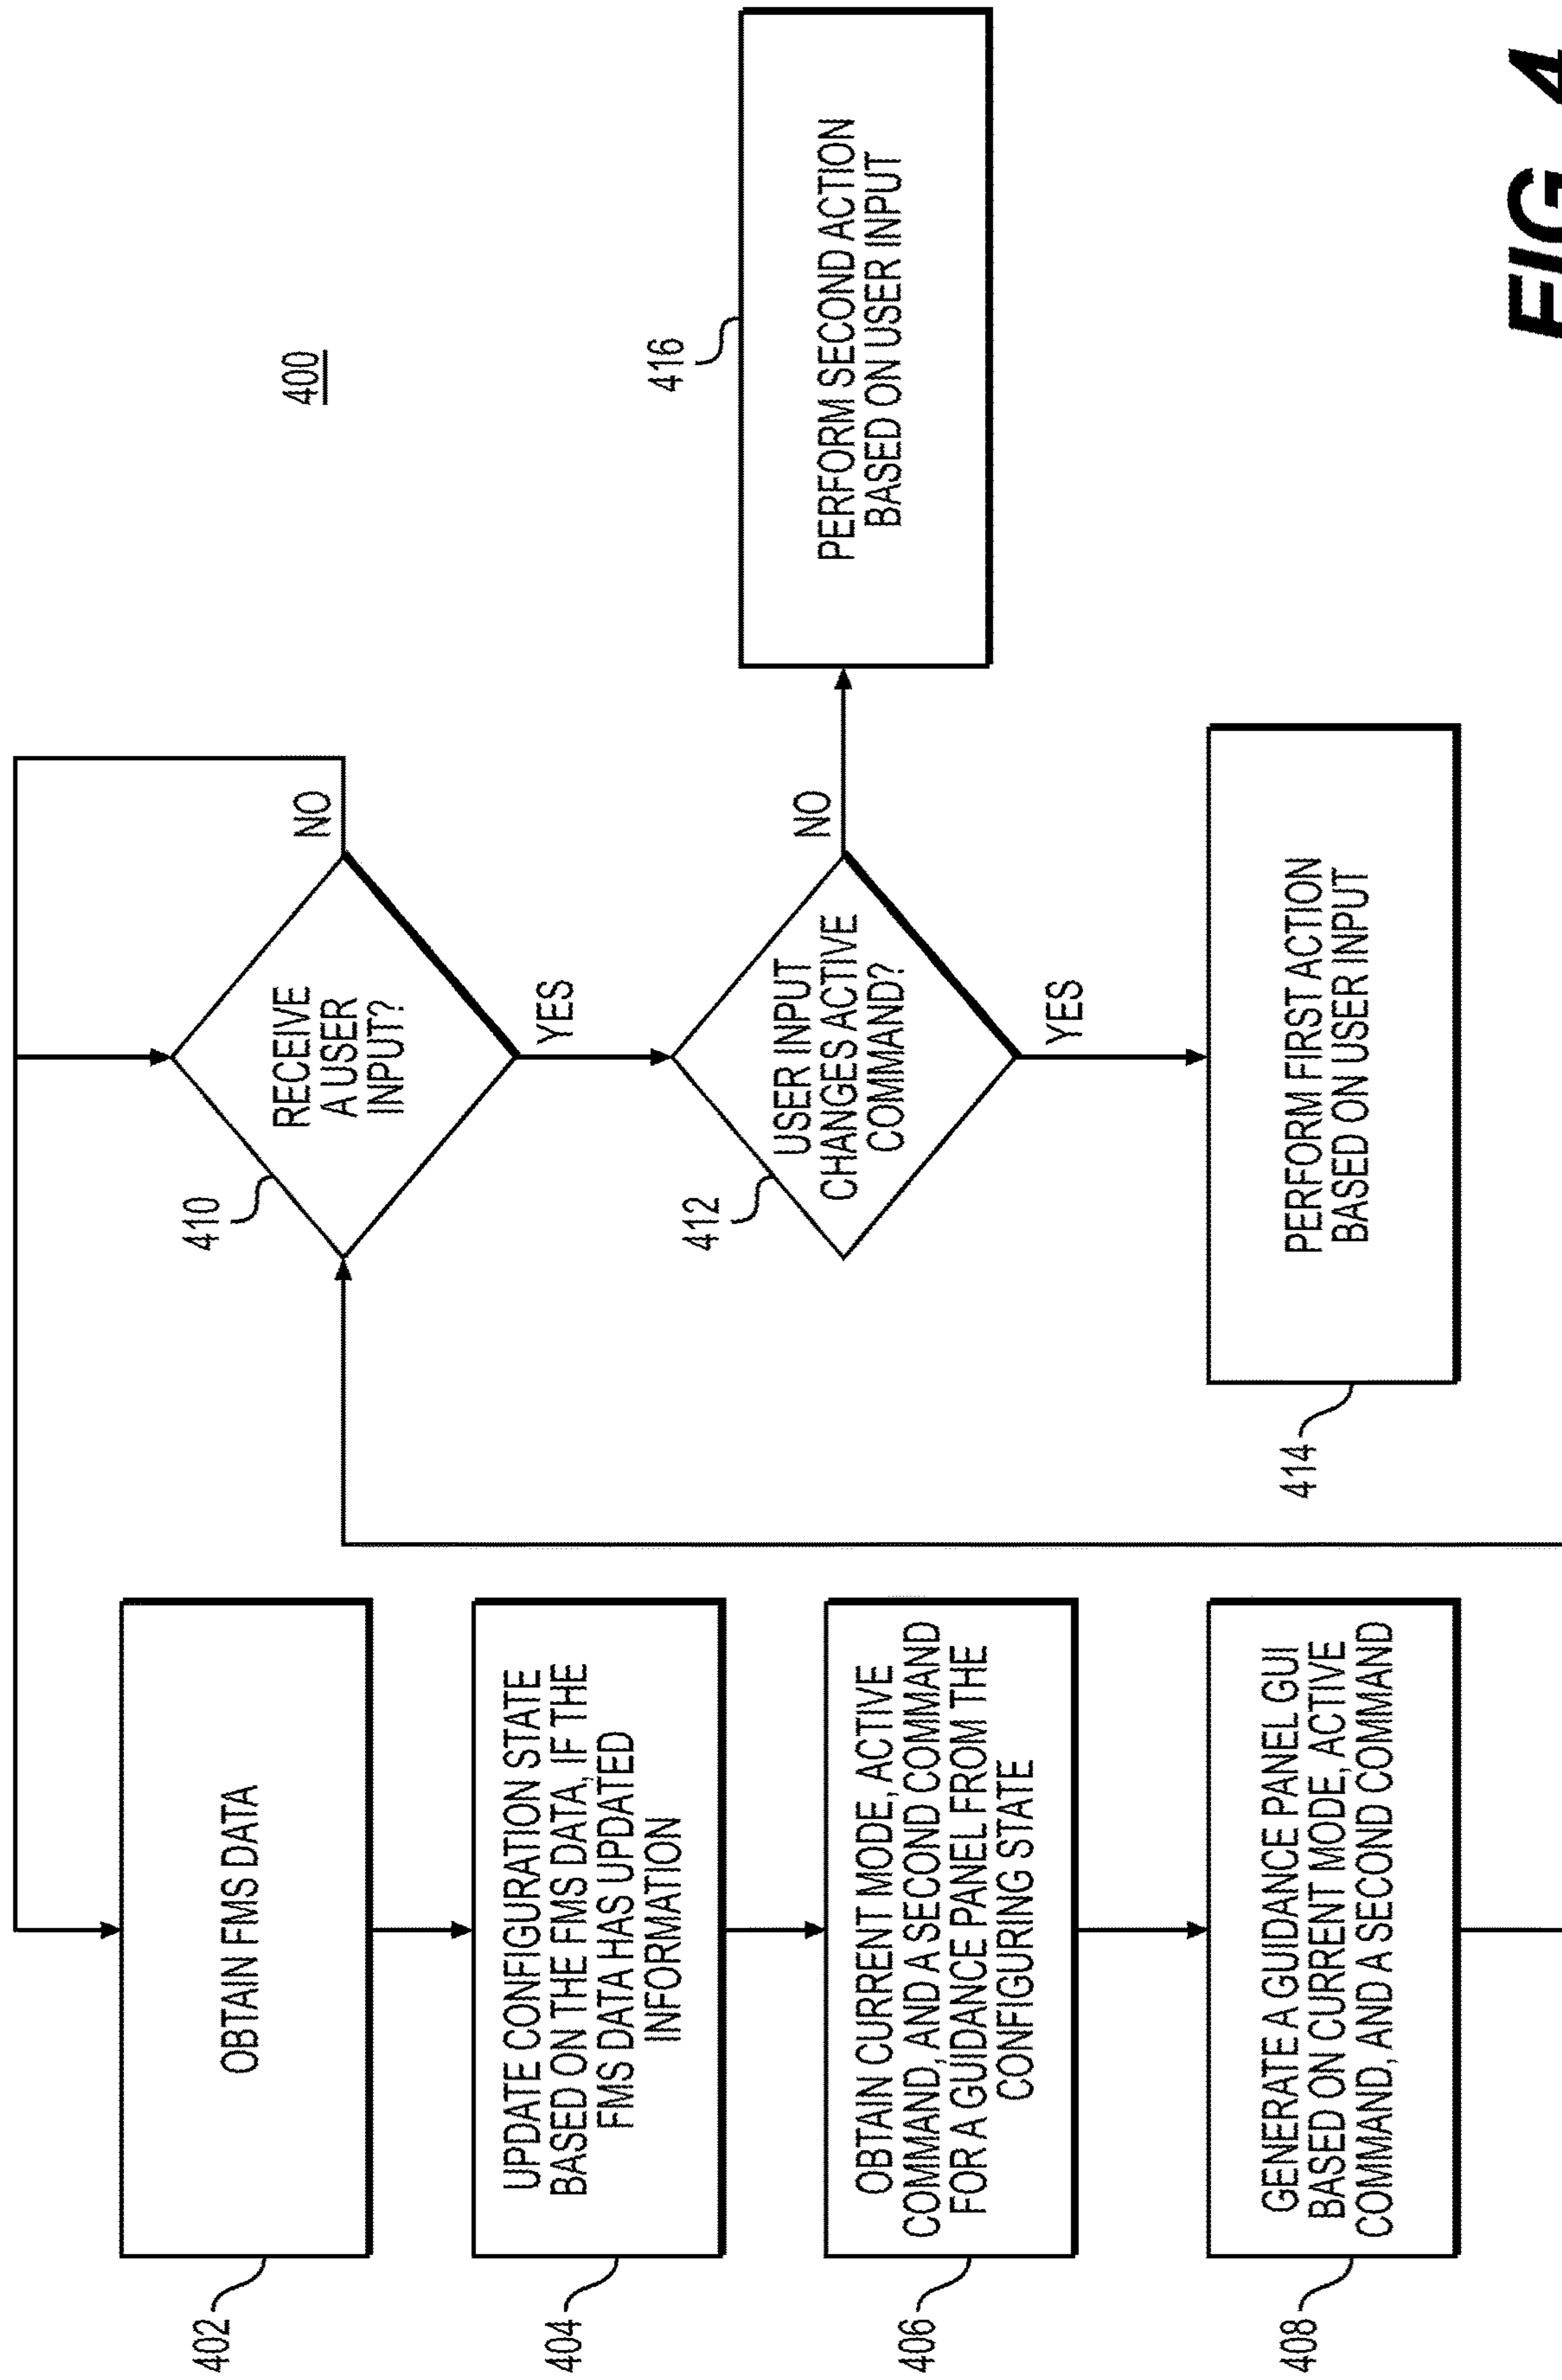 400
402
OBTAIN FMS DATA
404
UPDATE CONFIGURATION STATE
BASED ON THE FMS DATA, IF THE
FMS DATA HAS UPDATED
INFORMATION
406
OBTAIN CURRENT MODE, ACTIVE
COMMAND, AND A SECOND COMMAND
FOR A GUIDANCE PANEL FROM THE
CONFIGURING STATE
408
GENERATE A GUIDANCE PANEL GUI
BASED ON CURRENT MODE, ACTIVE
COMMAND, AND A SECOND COMMAND
410
RECEIVE
A USER
INPUT?
NO
YES
412
USER INPUT
CHANGES ACTIVE
COMMAND?
NO
YES
414
PERFORM FIRST ACTION
BASED ON USER INPUT
416
PERFORM SECOND ACTION
BASED ON USER INPUT
FIG. 4